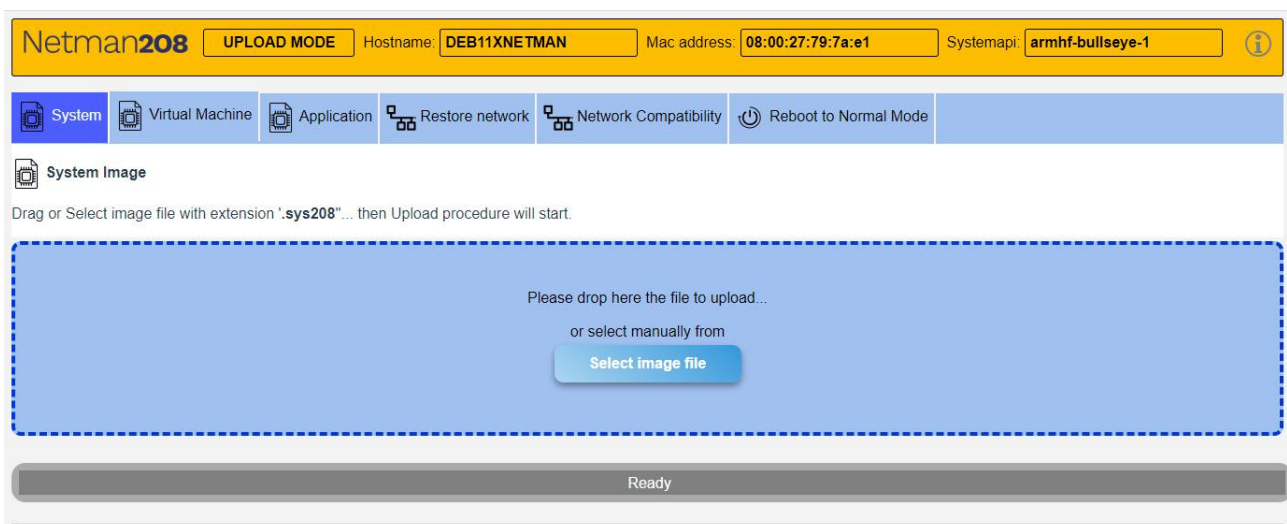 Netman208 UPLOAD MODE Hostname: DEB11XNETMAN Mac address: 08:00:27:79:7a:e1 Systemapi: armhf-bullseye-1
System Virtual Machine Application Restore network Network Compatibility Reboot to Normal Mode
System Image
Drag or Select image file with extension '.sys208"... then Upload procedure will start.
Please drop here the file to upload...
or select manually from
Select image file
Ready